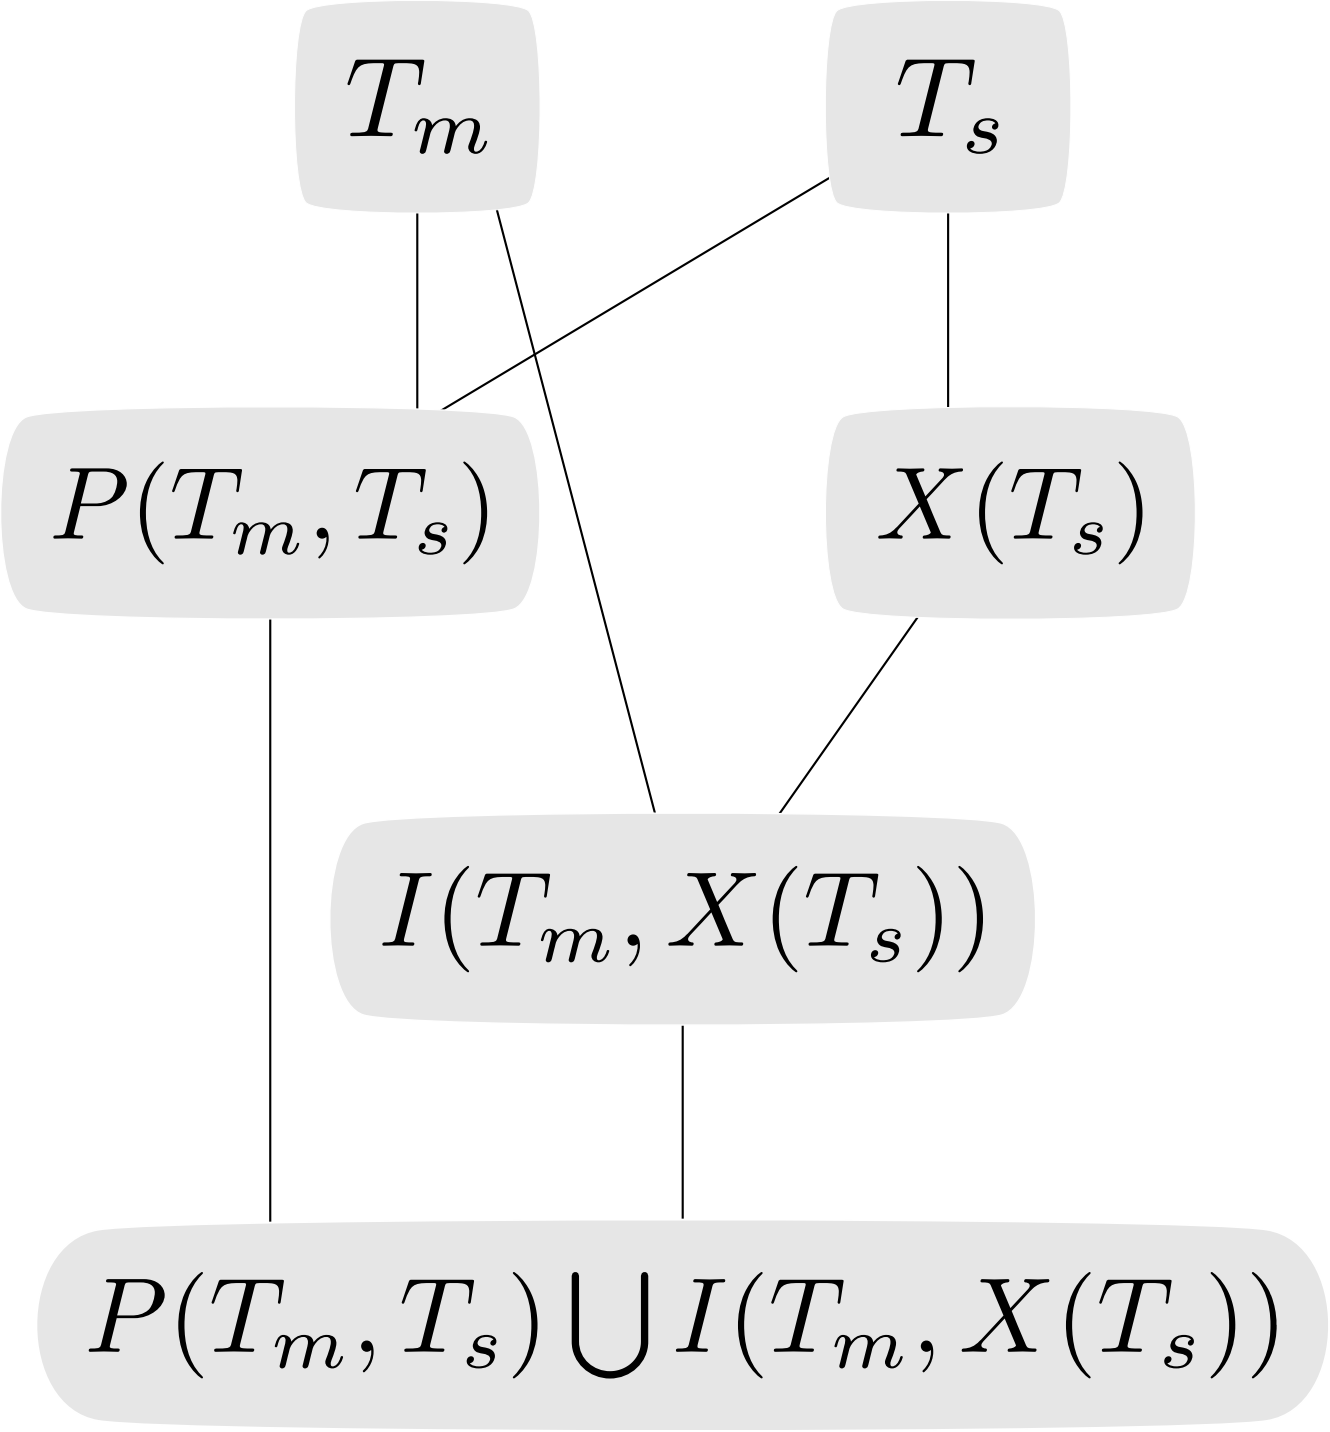 T_m T_s
P(T_m, T_s) X(T_s)
I(T_m, X(T_s))
P(T_m, T_s) ⋃ I(T_m, X(T_s))